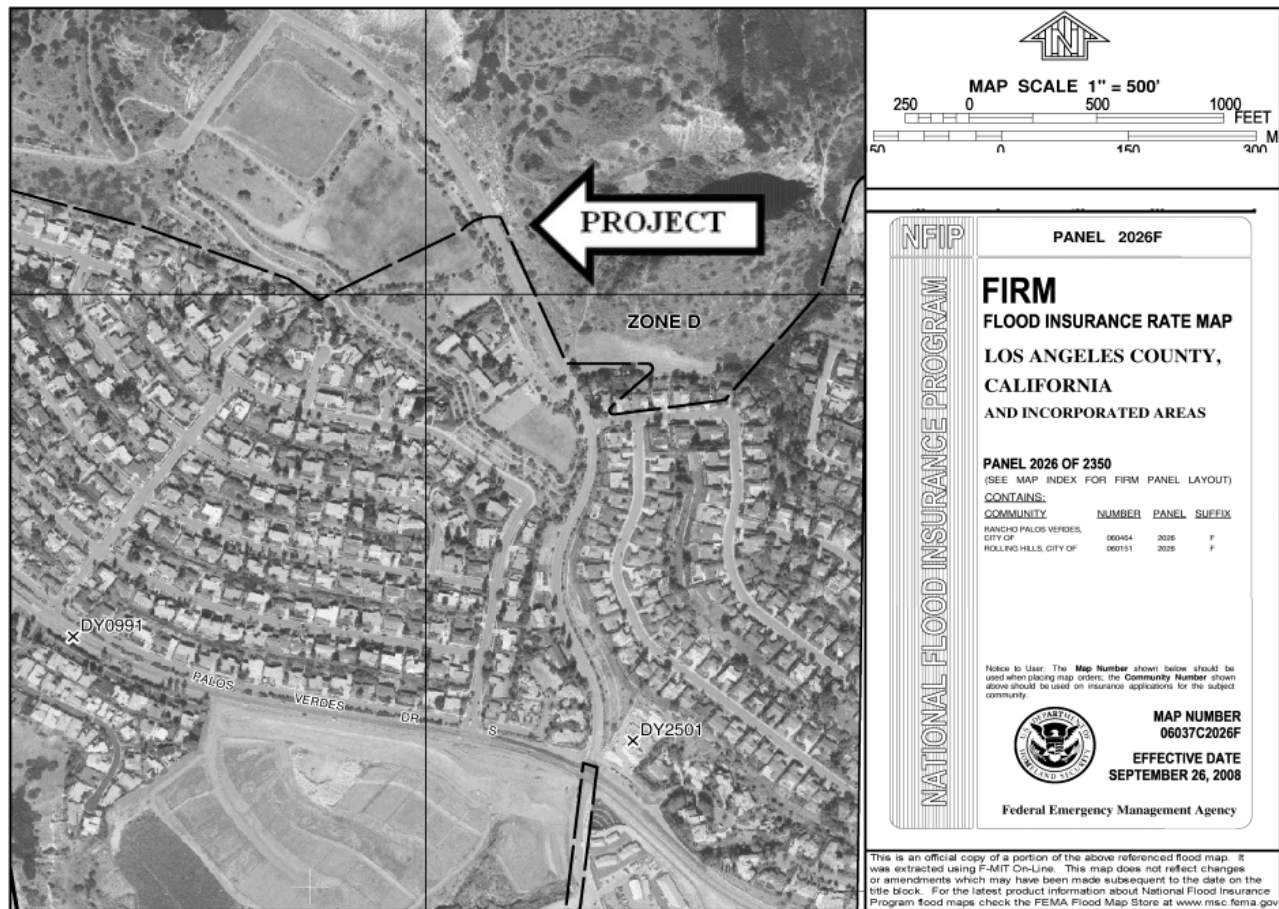 PROJECT
ZONE D
DY0991
PALOS VERDES DR S
DY2501
N
MAP SCALE 1" = 500'
250 0 500 1000
FEET
M
50 0 150 300
NFIP
PANEL 2026F
NATIONAL FLOOD INSURANCE PROGRAM
FIRM
FLOOD INSURANCE RATE MAP
LOS ANGELES COUNTY,
CALIFORNIA
AND INCORPORATED AREAS
PANEL 2026 OF 2350
(SEE MAP INDEX FOR FIRM PANEL LAYOUT)
CONTAINS:
COMMUNITY NUMBER PANEL SUFFIX
RANCHO PALOS VERDES,
CITY OF 060464 2026 F
ROLLING HILLS, CITY OF 060151 2026 F
Notice to User: The Map Number shown below should be
used when placing map orders; the Community Number shown
above should be used on insurance applications for the subject
community.
U.S. DEPARTMENT OF
HOMELAND SECURITY
MAP NUMBER
06037C2026F
EFFECTIVE DATE
SEPTEMBER 26, 2008
Federal Emergency Management Agency
This is an official copy of a portion of the above referenced flood map. It
was extracted using F-MIT On-Line. This map does not reflect changes
or amendments which may have been made subsequent to the date on the
title block. For the latest product information about National Flood Insurance
Program flood maps check the FEMA Flood Map Store at www.msc.fema.gov